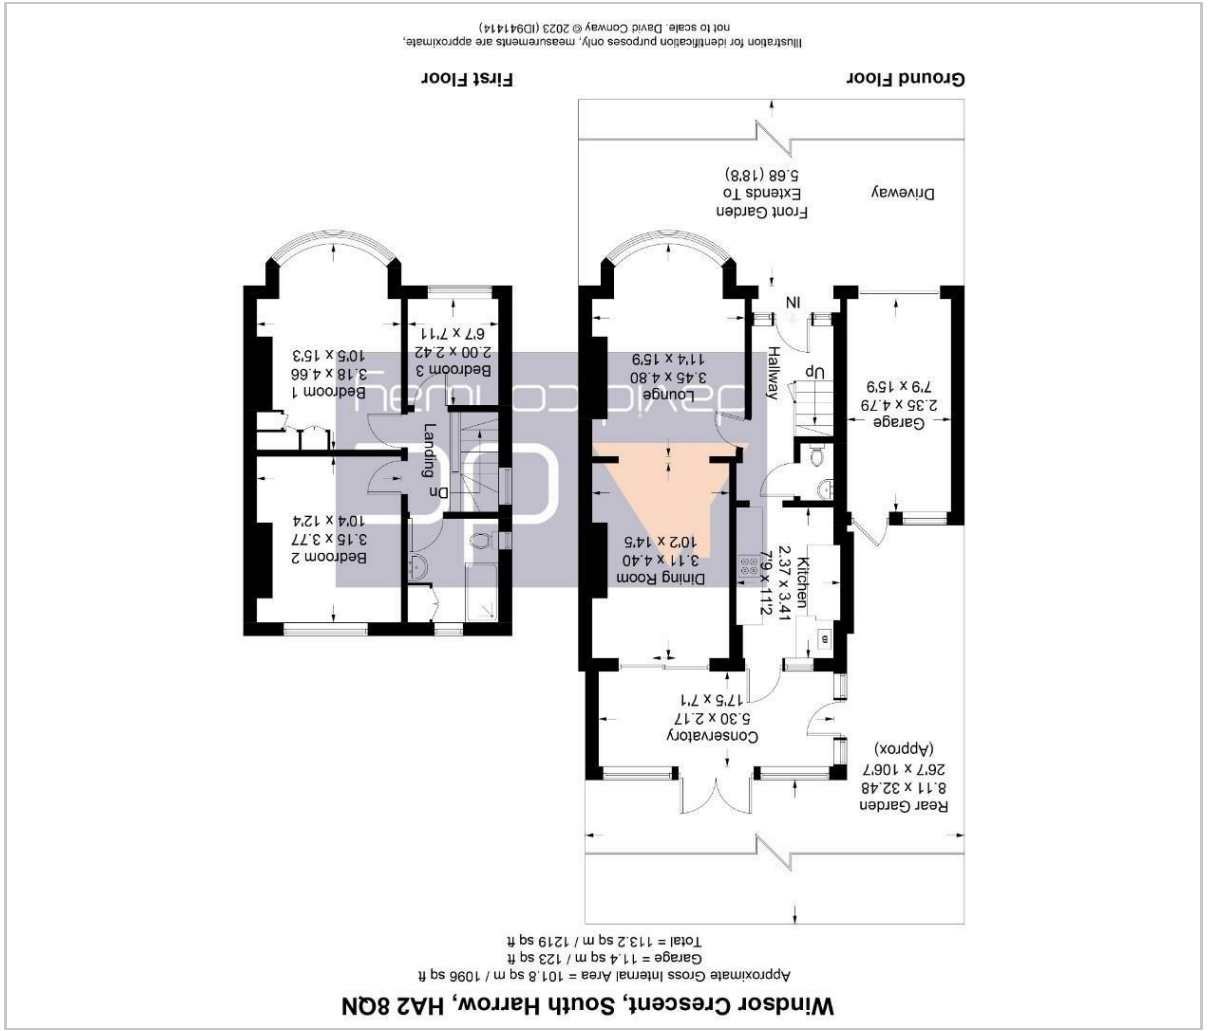 Windsor Crescent, South Harrow, HA2 8QN
Approximate Gross Internal Area = 101.8 sq m / 1096 sq ft
Garage = 11.4 sq m / 123 sq ft
Total = 113.2 sq m / 1219 sq ft
Rear Garden
8.11 x 32.48
26'7 x 106'7
(Approx)
Conservatory
5.30 x 2.17
17'5 x 7'1
B
Kitchen
2.37 x 3.41
7'9 x 11'2
Dining Room
3.11 x 4.40
10'2 x 14'5
Garage
2.35 x 4.79
7'9 x 15'9
Up
Hallway
Lounge
3.45 x 4.80
11'4 x 15'9
IN
Driveway
Front Garden
Extends To
5.68 (18'8)
Ground Floor
Bedroom 2
3.15 x 3.77
10'4 x 12'4
Dn
Landing
Bedroom 3
2.00 x 2.42
6'7 x 7'11
Bedroom 1
3.18 x 4.66
10'5 x 15'3
First Floor
dc
david conway
Illustration for identification purposes only, measurements are approximate,
not to scale. David Conway © 2023 (ID941414)